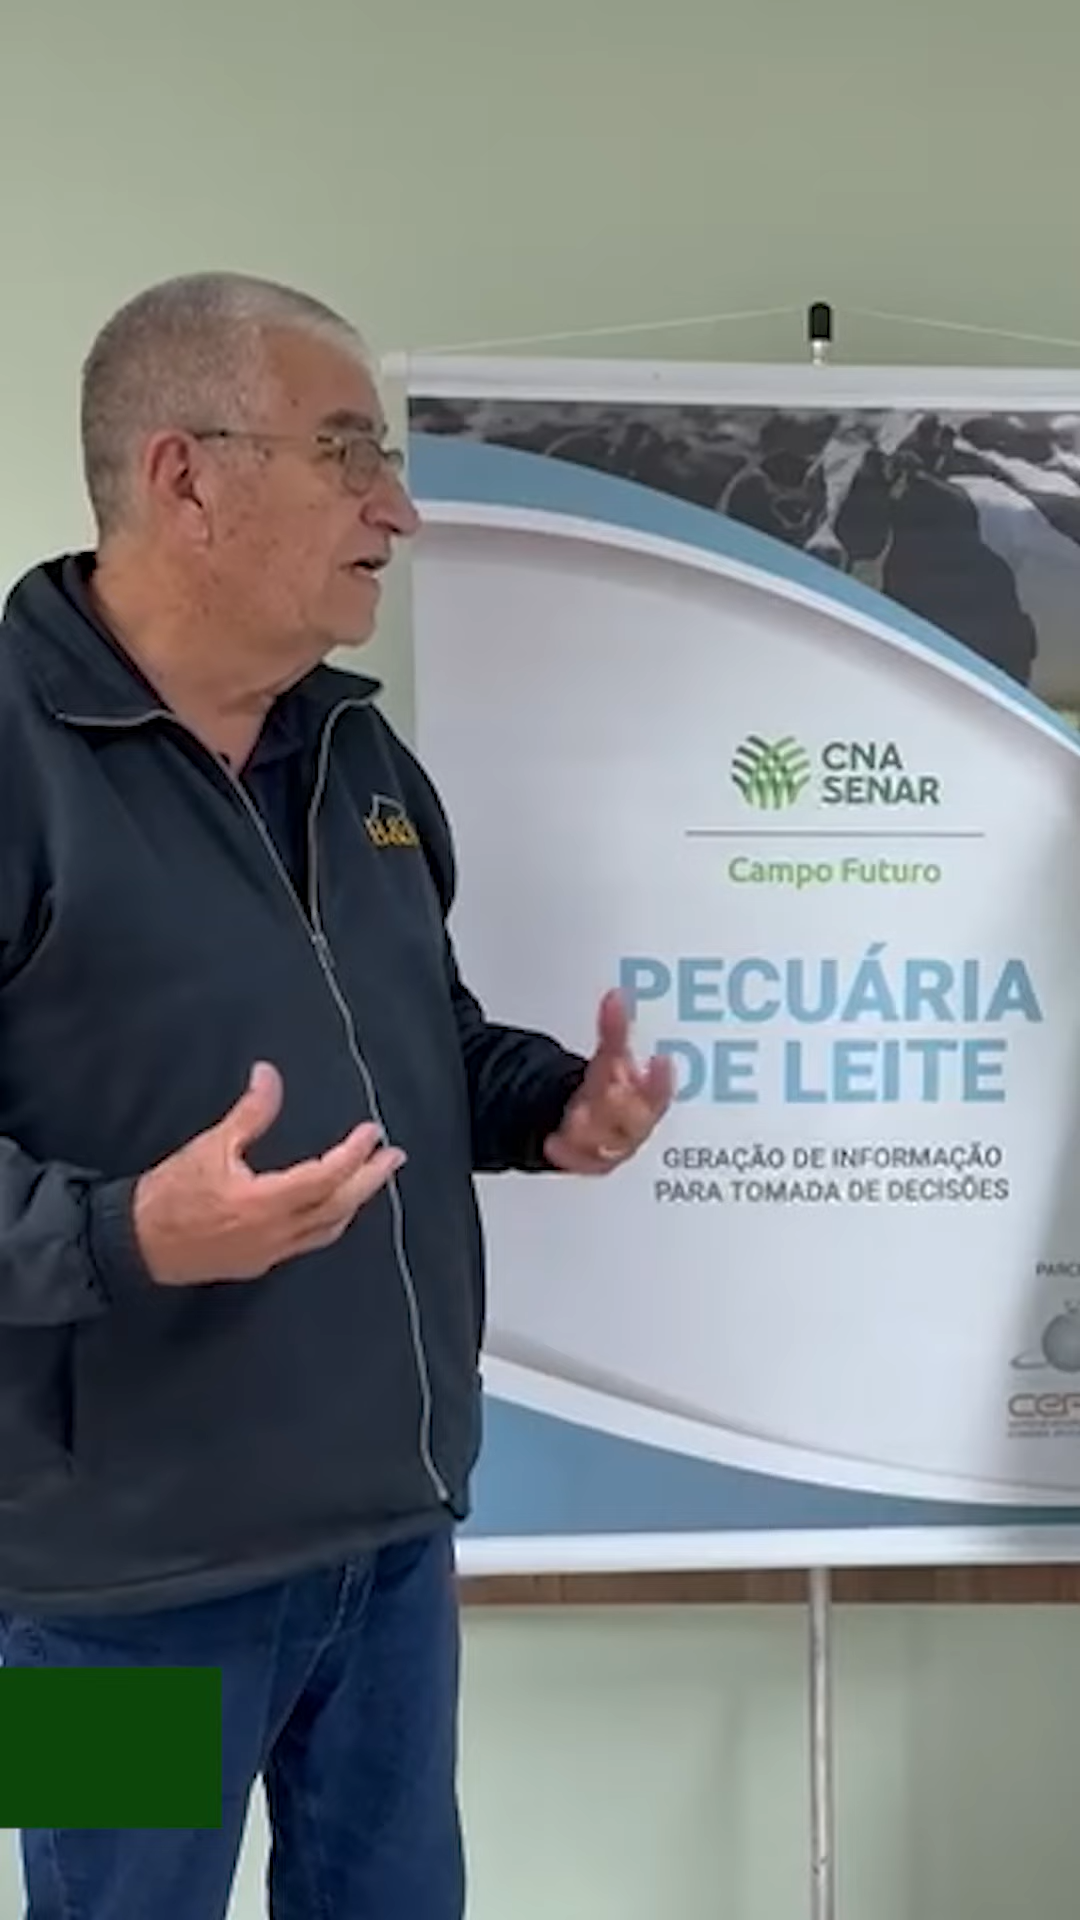 CNA
SENAR
Campo Futuro
PECUÁRIA
DE LEITE
GERAÇÃO DE INFORMAÇÃO
PARA TOMADA DE DECISÕES